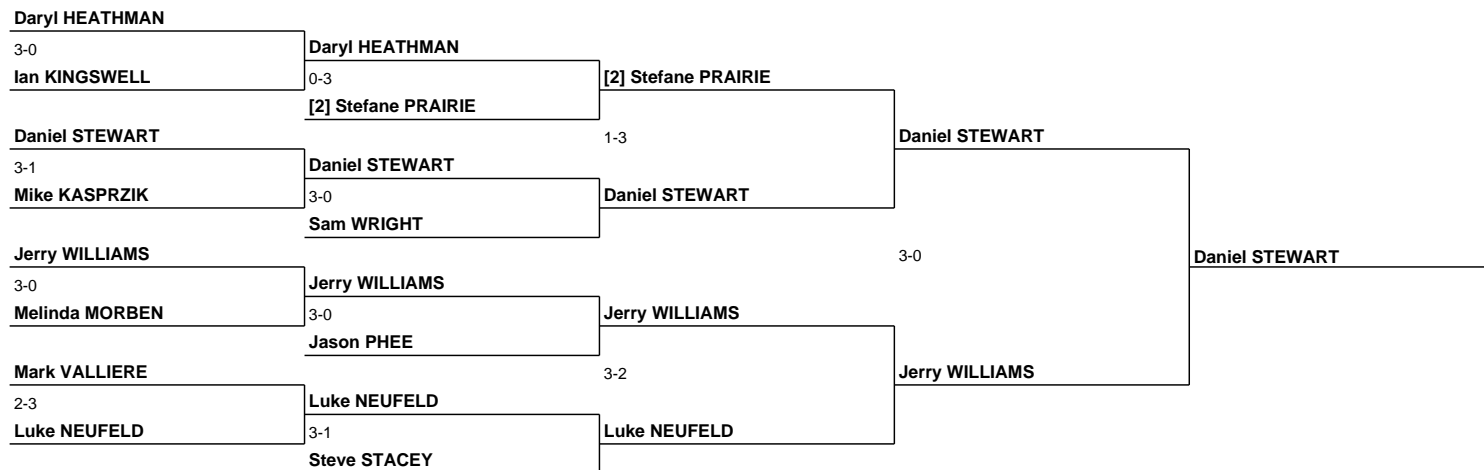 Daryl HEATHMAN
3-0
Ian KINGSWELL
Daniel STEWART
3-1
Mike KASPRZIK
Jerry WILLIAMS
3-0
Melinda MORBEN
Mark VALLIERE
2-3
Luke NEUFELD
Daryl HEATHMAN
0-3
[2] Stefane PRAIRIE
Daniel STEWART
3-0
Sam WRIGHT
Jerry WILLIAMS
3-0
Jason PHEE
Luke NEUFELD
3-1
Steve STACEY
[2] Stefane PRAIRIE
1-3
Daniel STEWART
Jerry WILLIAMS
3-2
Luke NEUFELD
Daniel STEWART
3-0
Jerry WILLIAMS
Daniel STEWART